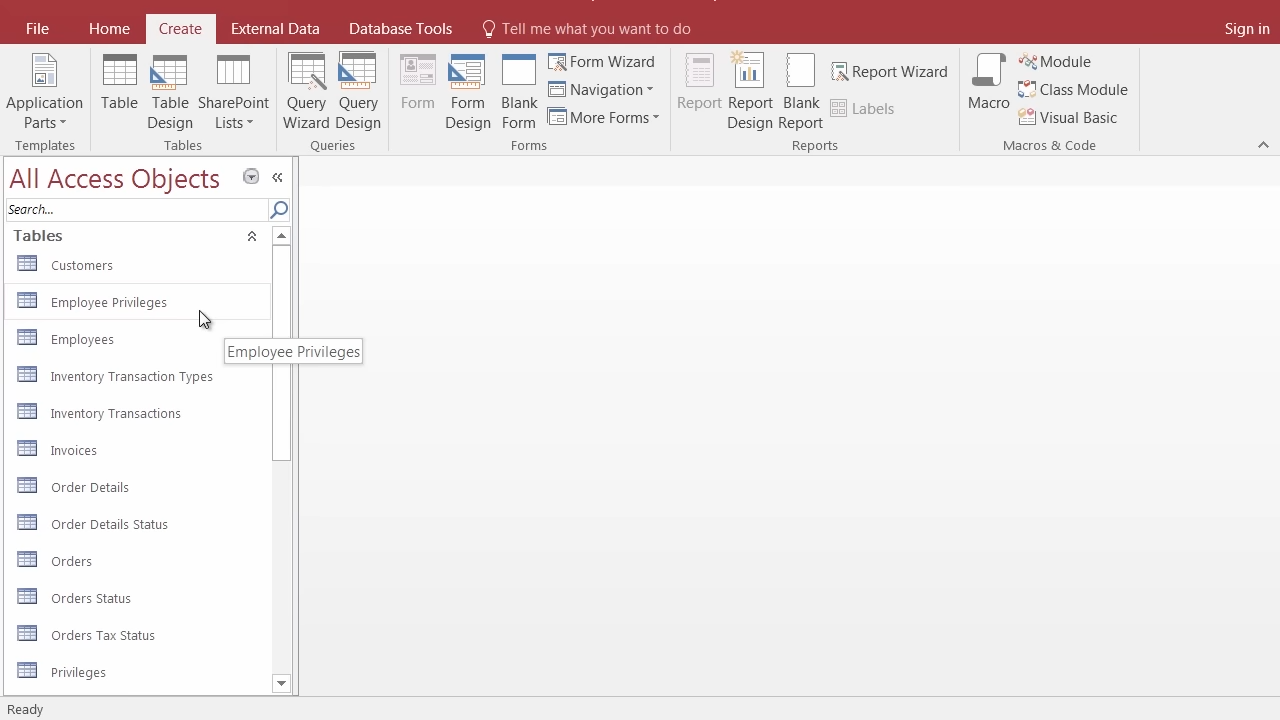 File Home Create External Data Database Tools Tell me what you want to do Sign in
Application Parts
Templates
Table
Table Design
SharePoint Lists
Tables
Query Wizard
Query Design
Queries
Form
Form Design
Blank Form
Form Wizard
Navigation
More Forms
Forms
Report
Report Design
Blank Report
Report Wizard
Labels
Reports
Macro
Module
Class Module
Visual Basic
Macros & Code
All Access Objects
Search...
Tables
Customers
Employee Privileges
Employees
Employee Privileges
Inventory Transaction Types
Inventory Transactions
Invoices
Order Details
Order Details Status
Orders
Orders Status
Orders Tax Status
Privileges
Ready